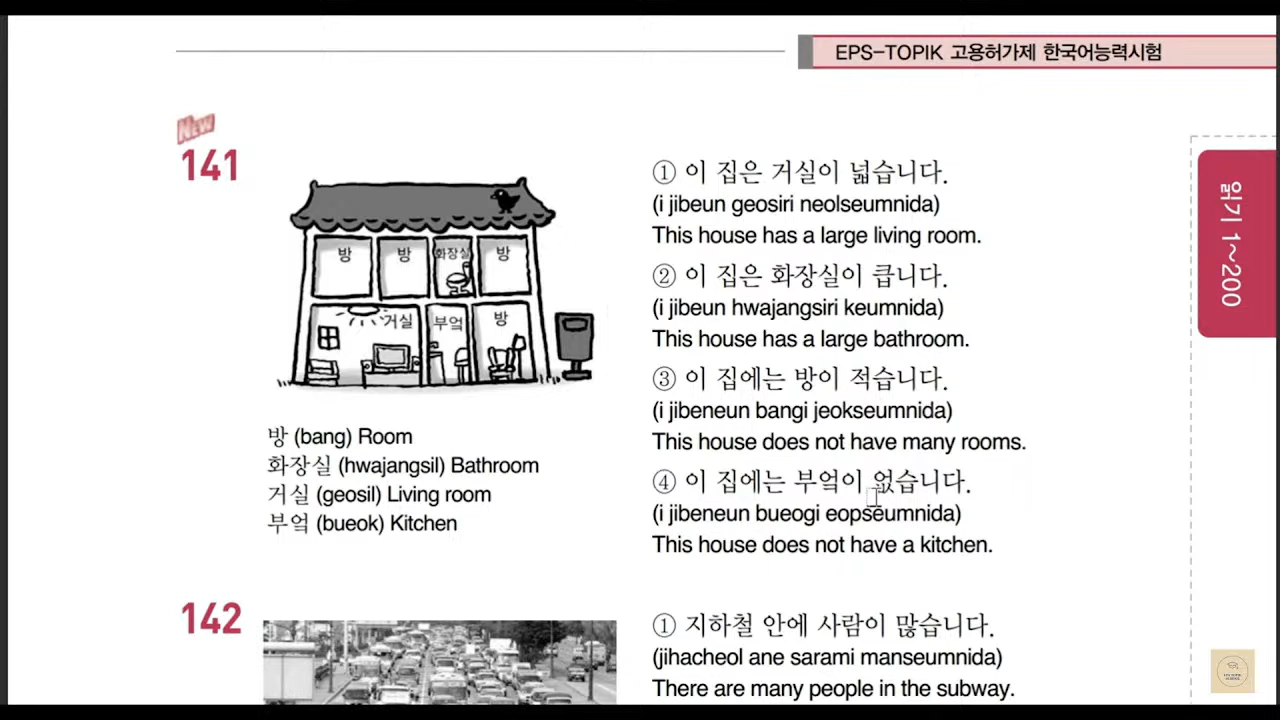 EPS-TOPIK 고용허가제 한국어능력시험
NEW
141
방
방
화장실
방
거실
부엌
방
방 (bang) Room
화장실 (hwajangsil) Bathroom
거실 (geosil) Living room
부엌 (bueok) Kitchen
① 이 집은 거실이 넓습니다.
(i jibeun geosiri neolseumnida)
This house has a large living room.
② 이 집은 화장실이 큽니다.
(i jibeun hwajangsiri keumnida)
This house has a large bathroom.
③ 이 집에는 방이 적습니다.
(i jibeneun bangi jeokseumnida)
This house does not have many rooms.
④ 이 집에는 부엌이 없습니다.
(i jibeneun bueogi eopseumnida)
This house does not have a kitchen.
읽기 1~200
142
① 지하철 안에 사람이 많습니다.
(jihacheol ane sarami manseumnida)
There are many people in the subway.